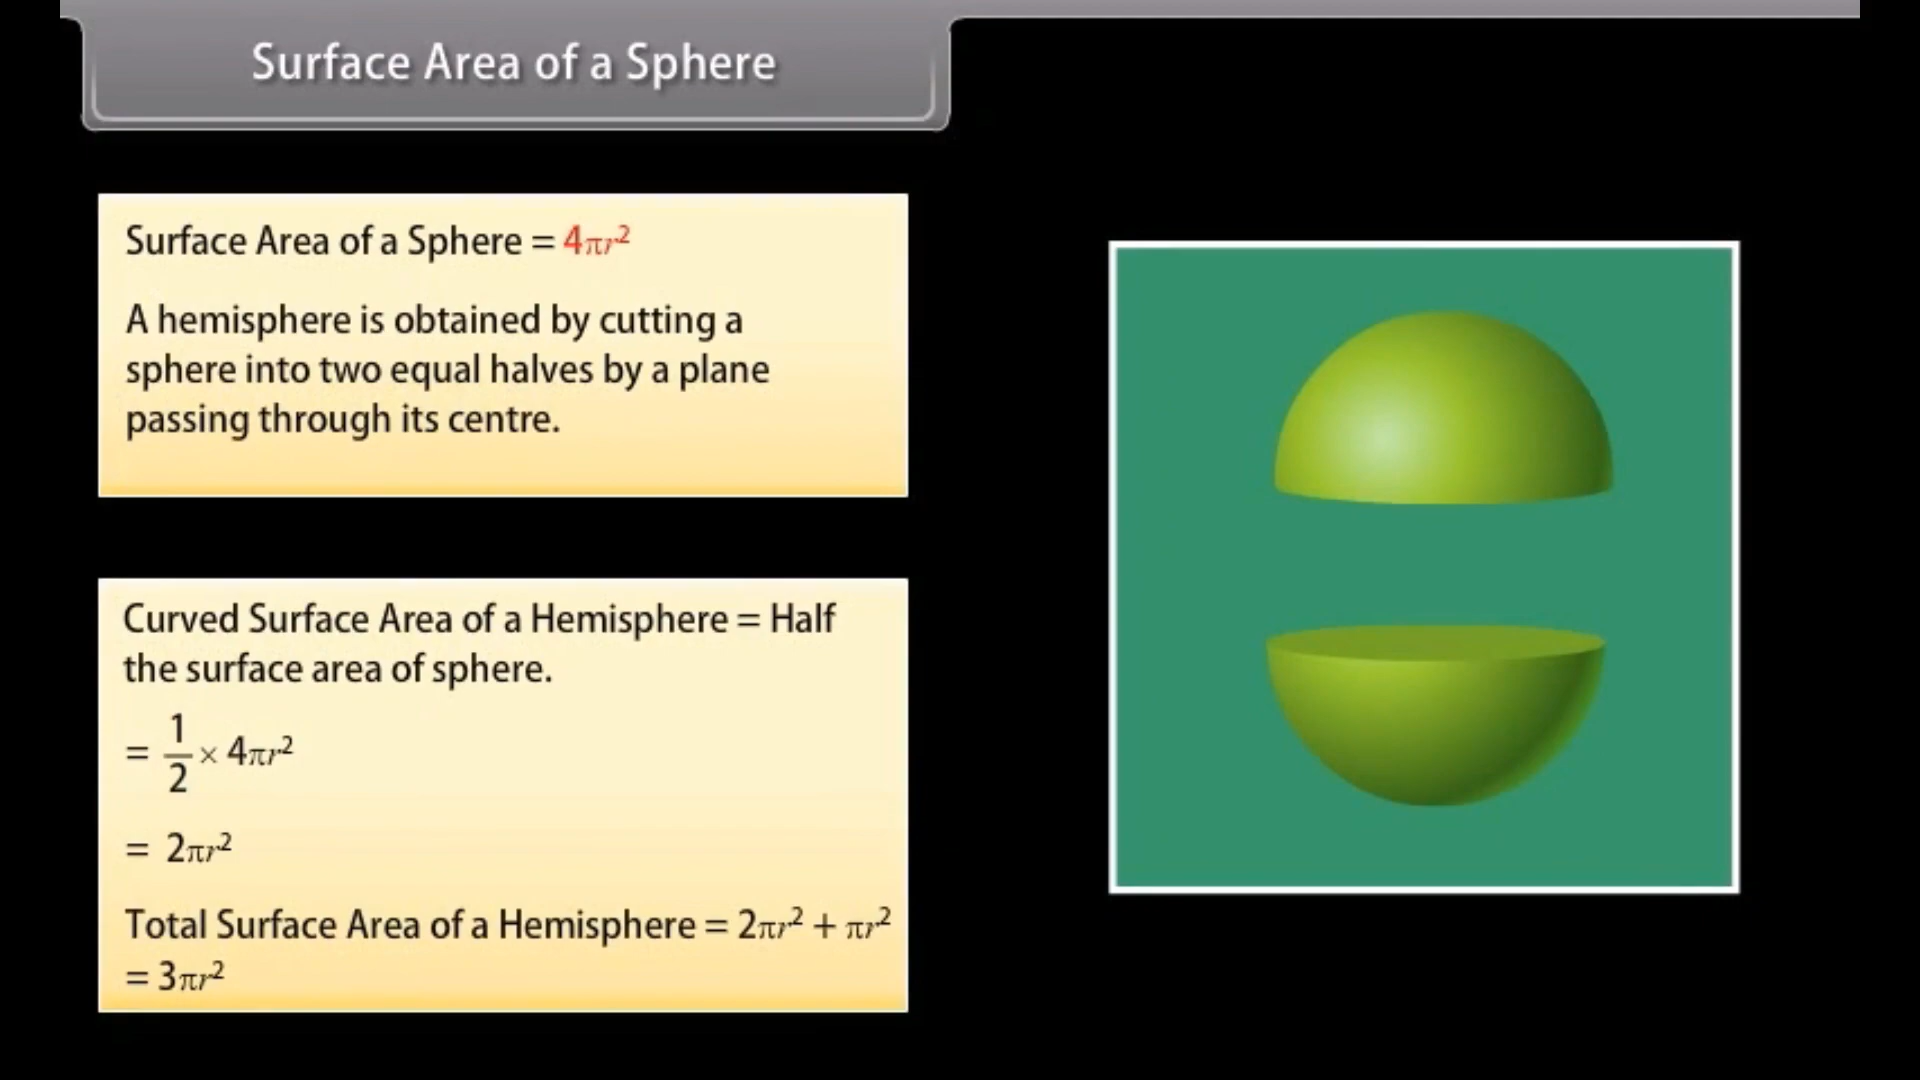 Surface Area of a Sphere
Surface Area of a Sphere = 4πr²
A hemisphere is obtained by cutting a
sphere into two equal halves by a plane
passing through its centre.
Curved Surface Area of a Hemisphere = Half
the surface area of sphere.
= 1/2 × 4πr²
= 2πr²
Total Surface Area of a Hemisphere = 2πr² + πr²
= 3πr²